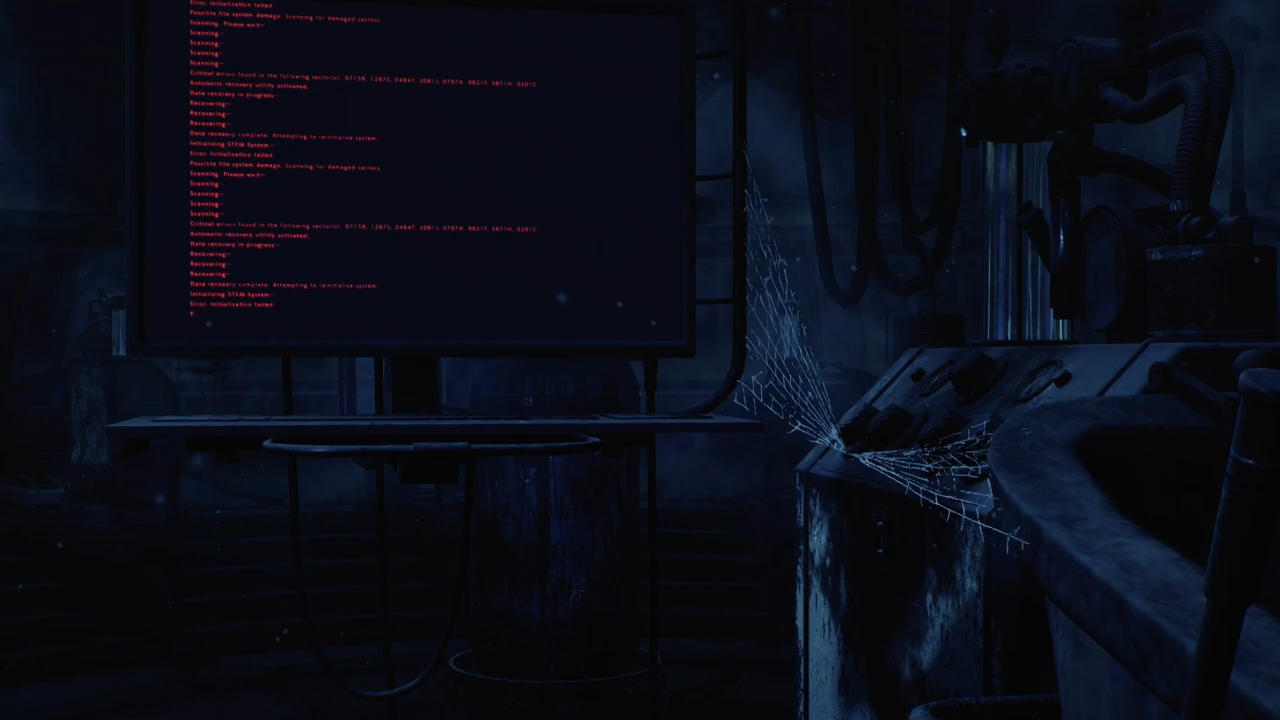 Error. Initialization failed
Possible file system damage. Scanning for damaged sectors.
Scanning. Please wait--
Scanning--
Scanning--
Scanning--
Scanning--
Critical errors found in the following sector(s):
Automatic recovery utility activated.
Data recovery in progress--
Recovering--
Recovering--
Recovering--
Data recovery complete. Attempting to reinitialise system.
Initializing STEM System--
Error. Initialization failed
Possible file system damage. Scanning for damaged sectors.
Scanning. Please wait--
Scanning--
Scanning--
Scanning--
Scanning--
Critical errors found in the following sector(s):
Automatic recovery utility activated.
Data recovery in progress--
Recovering--
Recovering--
Recovering--
Data recovery complete. Attempting to reinitialise system.
Initializing STEM System--
Error. Initialization failed
P